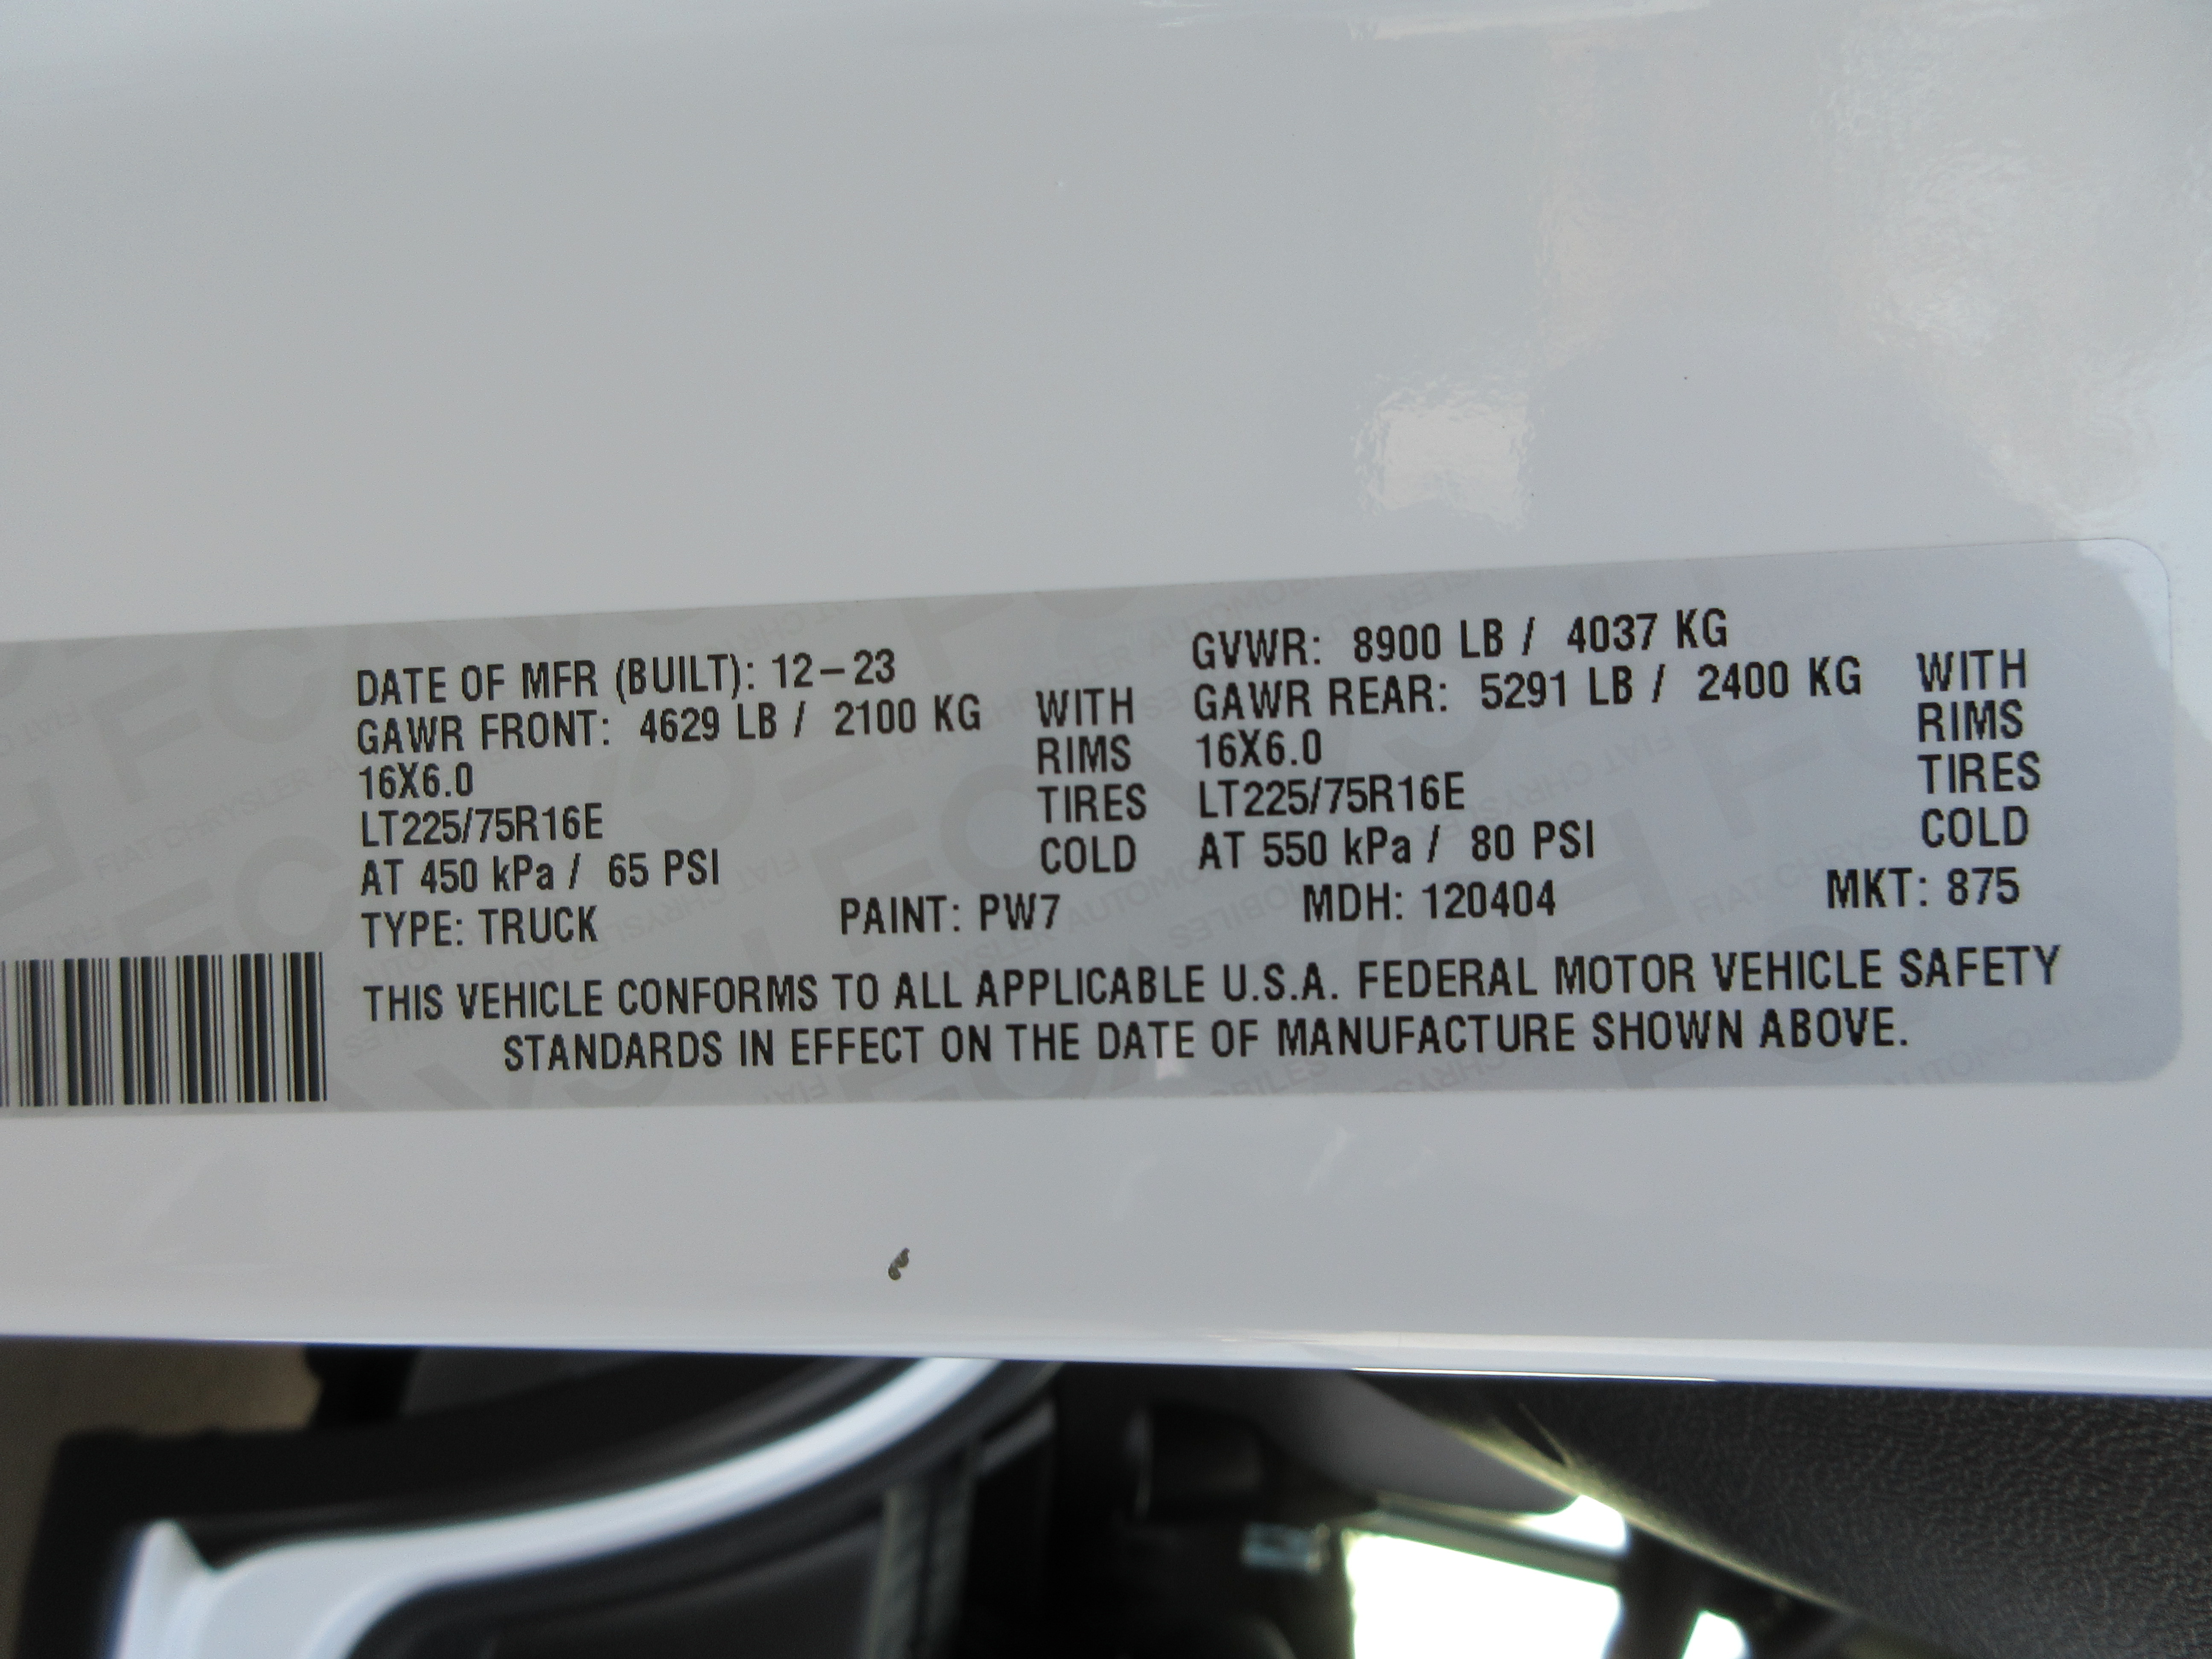 DATE OF MFR (BUILT): 12-23 GVWR: 8900 LB / 4037 KG
GAWR FRONT: 4629 LB / 2100 KG WITH GAWR REAR: 5291 LB / 2400 KG WITH
16X6.0 RIMS 16X6.0 RIMS
LT225/75R16E TIRES LT225/75R16E TIRES
AT 450 kPa / 65 PSI COLD AT 550 kPa / 80 PSI COLD
TYPE: TRUCK PAINT: PW7 MDH: 120404 MKT: 875
THIS VEHICLE CONFORMS TO ALL APPLICABLE U.S.A. FEDERAL MOTOR VEHICLE SAFETY
STANDARDS IN EFFECT ON THE DATE OF MANUFACTURE SHOWN ABOVE.